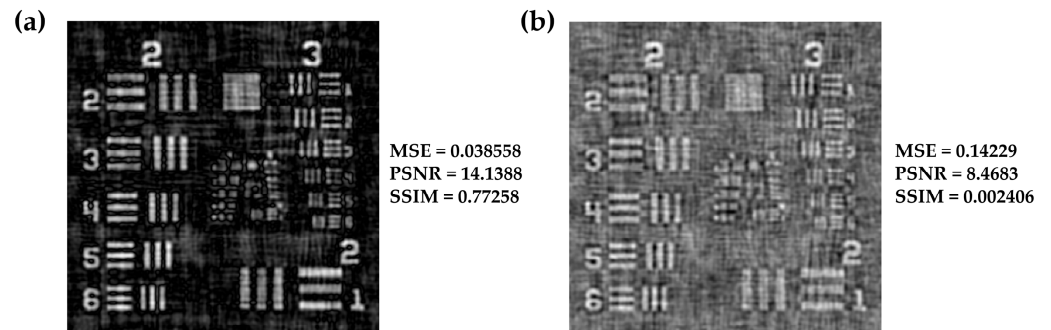 (a)
2 3
2
3
4
5
6
2
1
MSE = 0.038558
PSNR = 14.1388
SSIM = 0.77258
(b)
2 3
2
3
4
5
6
2
1
MSE = 0.14229
PSNR = 8.4683
SSIM = 0.002406